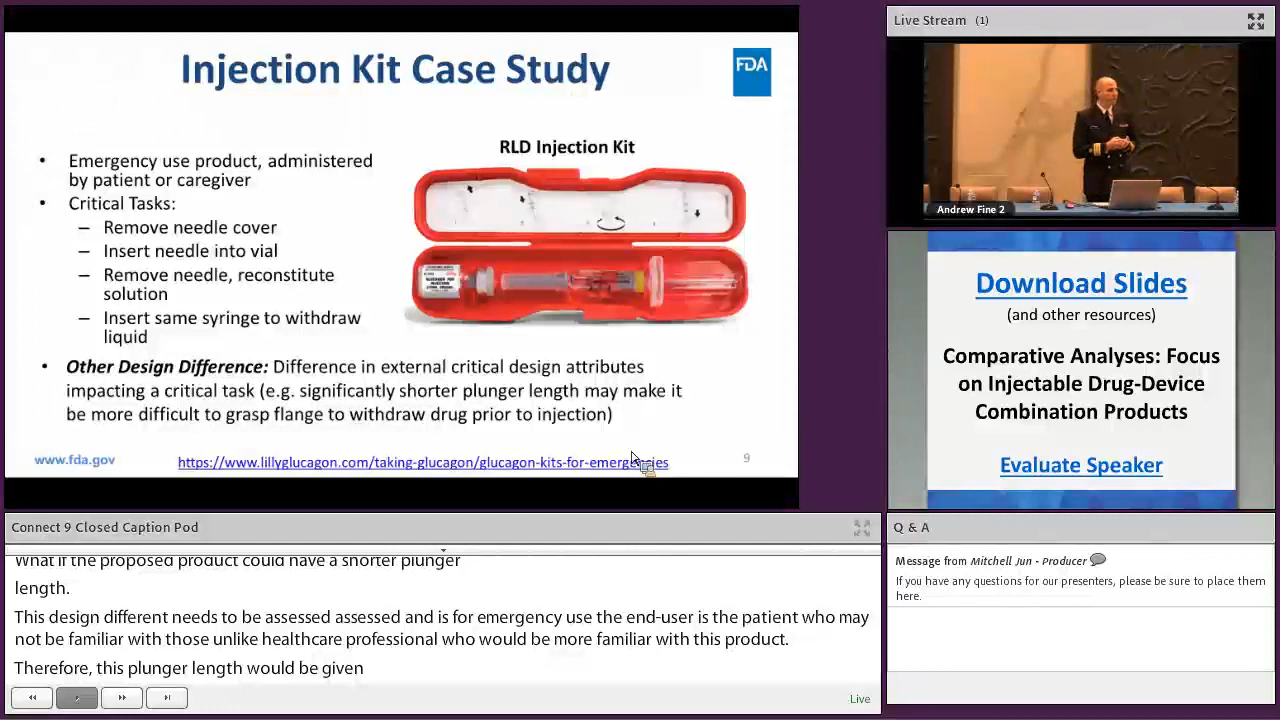 Injection Kit Case Study
FDA
RLD Injection Kit
• Emergency use product, administered
by patient or caregiver
• Critical Tasks:
– Remove needle cover
– Insert needle into vial
– Remove needle, reconstitute
solution
– Insert same syringe to withdraw
liquid
• Other Design Difference: Difference in external critical design attributes
impacting a critical task (e.g. significantly shorter plunger length may make it
be more difficult to grasp flange to withdraw drug prior to injection)
www.fda.gov
https://www.lillyglucagon.com/taking-glucagon/glucagon-kits-for-emergencies
9
Live Stream (1)
Andrew Fine 2
Download Slides
(and other resources)
Comparative Analyses: Focus
on Injectable Drug-Device
Combination Products
Evaluate Speaker
Connect 9 Closed Caption Pod
What if the proposed product could have a shorter plunger
length.
This design different needs to be assessed assessed and is for emergency use the end-user is the patient who may
not be familiar with those unlike healthcare professional who would be more familiar with this product.
Therefore, this plunger length would be given
Live
Q & A
Message from Mitchell Jun - Producer
If you have any questions for our presenters, please be sure to place them
here.